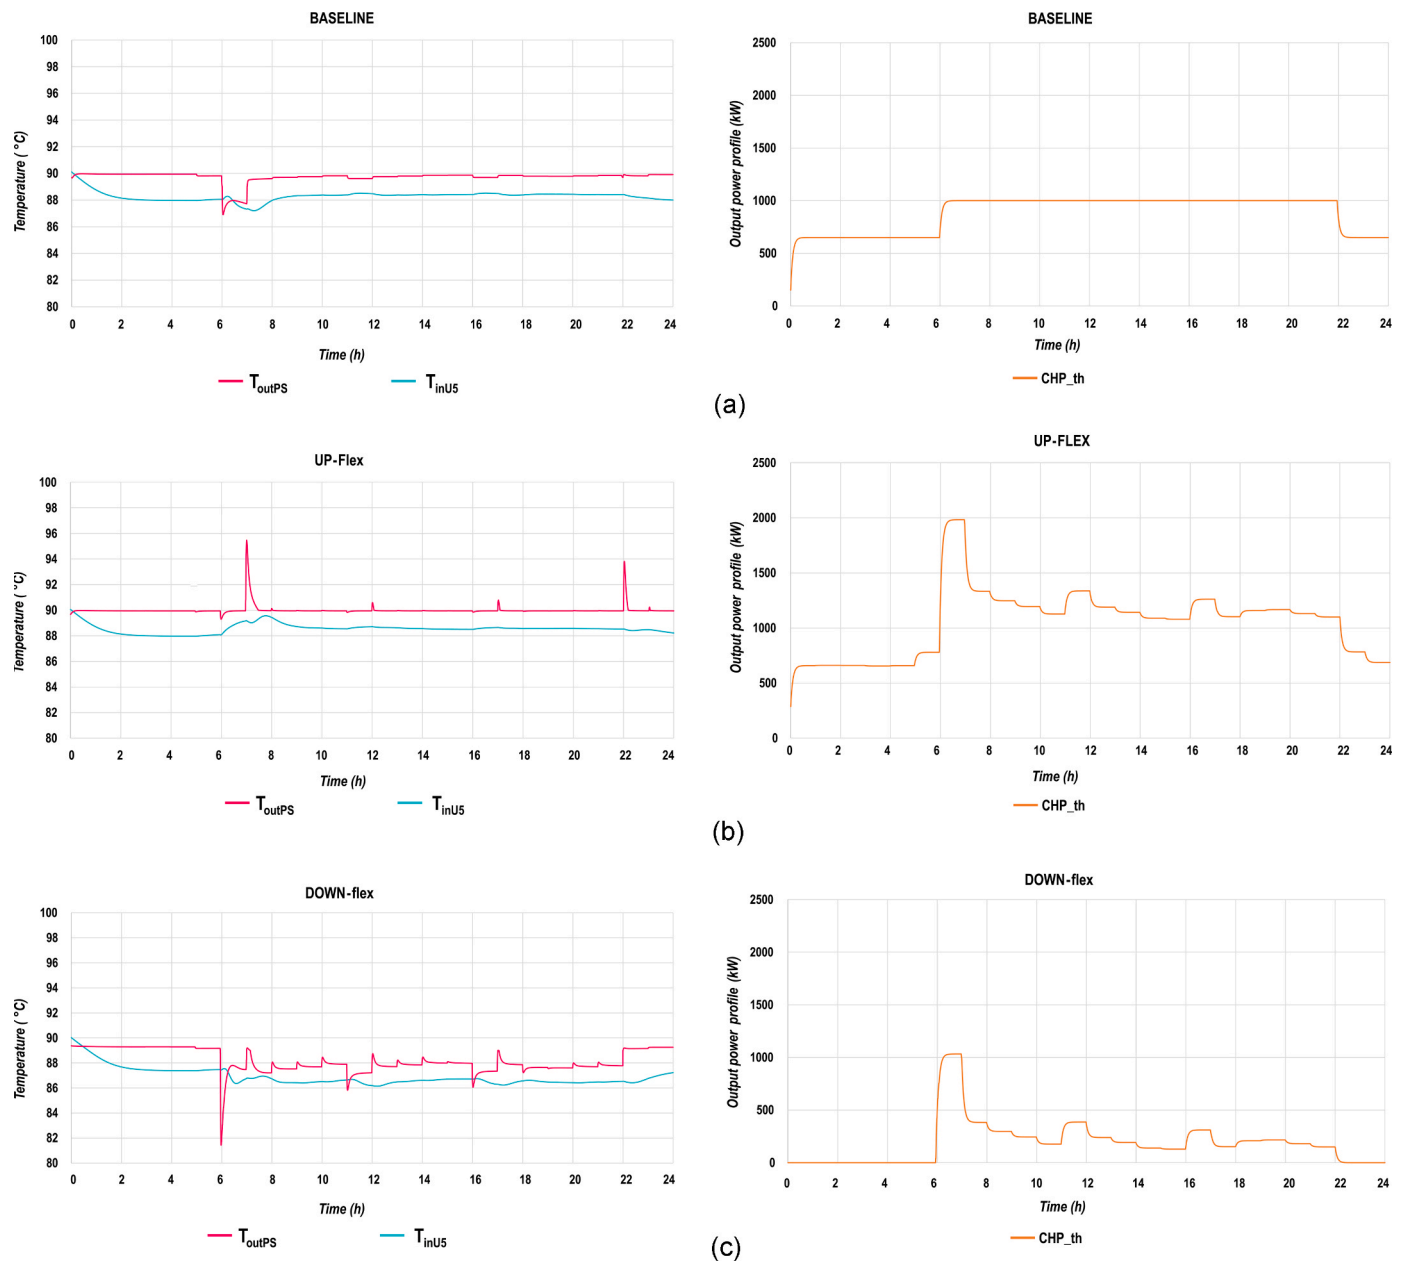 BASELINE
100
98
96
94
92
90
88
86
84
82
80
Temperature ( °C)
0 2 4 6 8 10 12 14 16 18 20 22 24
Time (h)
ToutPS TinU5
BASELINE
2500
2000
1500
1000
500
0
Output power profile (kW)
0 2 4 6 8 10 12 14 16 18 20 22 24
Time (h)
CHP_th
(a)
UP-Flex
100
98
96
94
92
90
88
86
84
82
80
Temperature ( °C)
0 2 4 6 8 10 12 14 16 18 20 22 24
Time (h)
ToutPS TinU5
UP-FLEX
2500
2000
1500
1000
500
0
Output power profile (kW)
0 2 4 6 8 10 12 14 16 18 20 22 24
Time (h)
CHP_th
(b)
DOWN-flex
100
98
96
94
92
90
88
86
84
82
80
Temperature ( °C)
0 2 4 6 8 10 12 14 16 18 20 22 24
Time (h)
ToutPS TinU5
DOWN-flex
2500
2000
1500
1000
500
0
Output power profile (kW)
0 2 4 6 8 10 12 14 16 18 20 22 24
Time (h)
CHP_th
(c)